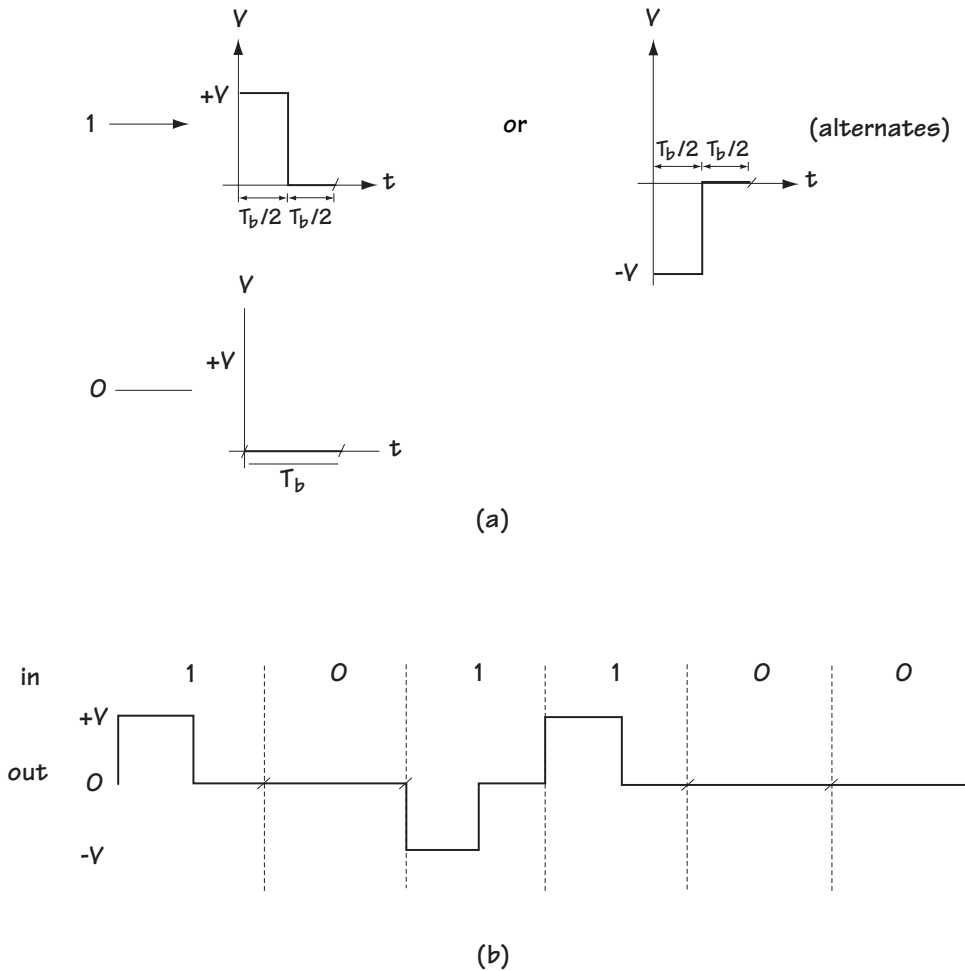 V
V
+V
1
or
(alternates)
T_b/2 T_b/2
t
t
T_b/2 T_b/2
-V
V
+V
0
t
T_b
(a)
in 1 0 1 1 0 0
+V
out 0
-V
(b)